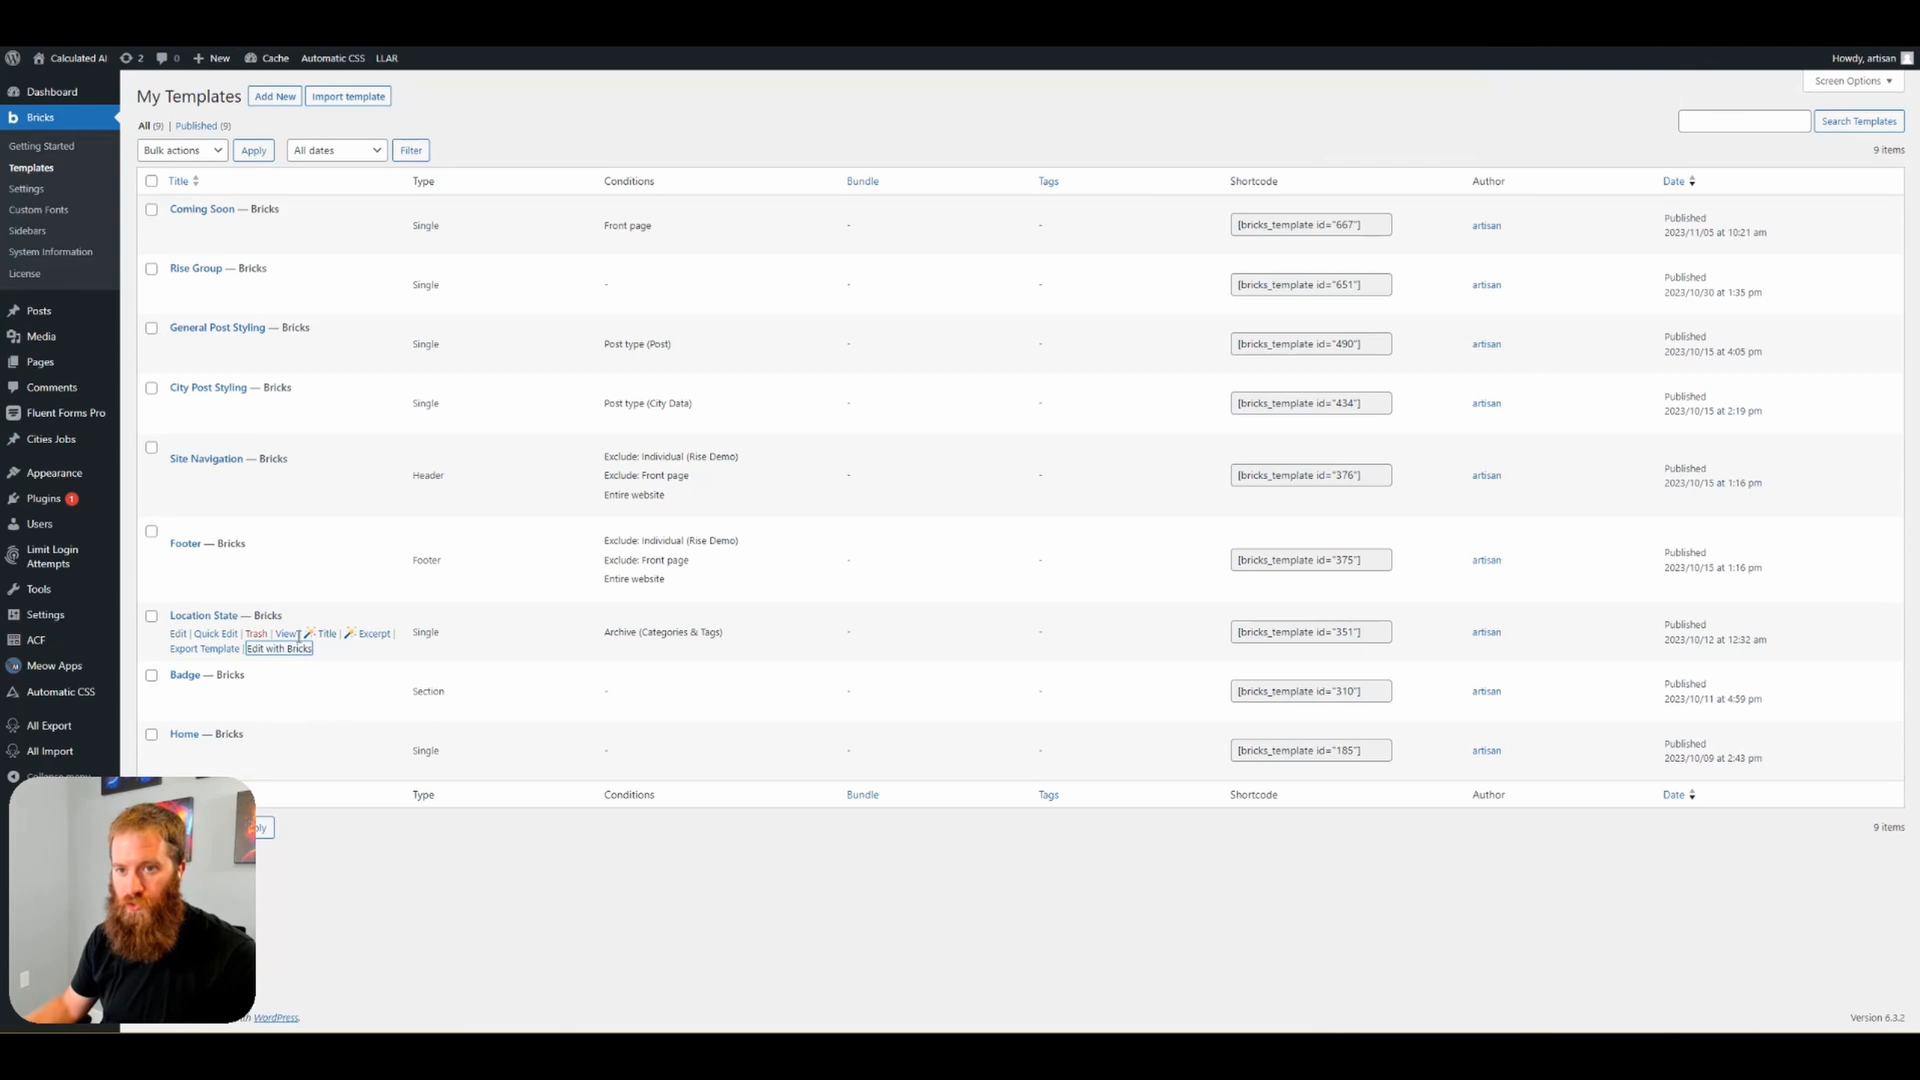 Calculated AI 2 0 New Cache Automatic CSS LLAR Howdy, artisan
Screen Options
Dashboard
Bricks
Getting Started
Templates
Settings
Custom Fonts
Sidebars
System Information
License
Posts
Media
Pages
Comments
Fluent Forms Pro
Cities Jobs
Appearance
Plugins 1
Users
Limit Login
Attempts
Tools
Settings
ACF
Meow Apps
Automatic CSS
All Export
All Import
My Templates Add New Import template
All (9) | Published (9)
Search Templates
Bulk actions Apply All dates Filter 9 items
Title Type Conditions Bundle Tags Shortcode Author Date
Coming Soon — Bricks
Single Front page - - [bricks_template id="667"] artisan
Published
2023/11/05 at 10:21 am
Rise Group — Bricks
Single - - - [bricks_template id="651"] artisan
Published
2023/10/30 at 1:35 pm
General Post Styling — Bricks
Single Post type (Post) - - [bricks_template id="490"] artisan
Published
2023/10/15 at 4:05 pm
City Post Styling — Bricks
Single Post type (City Data) - - [bricks_template id="434"] artisan
Published
2023/10/15 at 2:19 pm
Site Navigation — Bricks
Header
Exclude: Individual (Rise Demo)
Exclude: Front page
Entire website
- - [bricks_template id="376"] artisan
Published
2023/10/15 at 1:16 pm
Footer — Bricks
Footer
Exclude: Individual (Rise Demo)
Exclude: Front page
Entire website
- - [bricks_template id="375"] artisan
Published
2023/10/15 at 1:16 pm
Location State — Bricks
Edit | Quick Edit | Trash | View | Title | Excerpt |
Export Template | Edit with Bricks
Single Archive (Categories & Tags) - - [bricks_template id="351"] artisan
Published
2023/10/12 at 12:32 am
Badge — Bricks
Section - - - [bricks_template id="310"] artisan
Published
2023/10/11 at 4:59 pm
Home — Bricks
Single - - - [bricks_template id="185"] artisan
Published
2023/10/09 at 2:43 pm
Type Conditions Bundle Tags Shortcode Author Date
9 items
WordPress.
Version 6.3.2